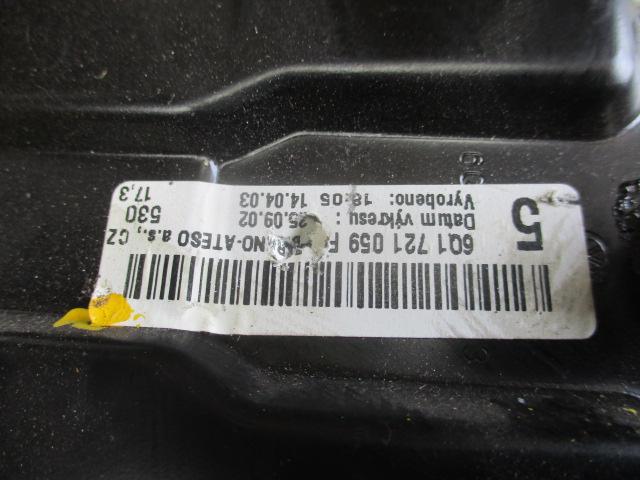 6Q1 721 059 F BRANO-ATESO a.s., CZ
Datum výkresu : 25.09.02 530
Vyrobeno: 18:05 14.04.03 17,3
5